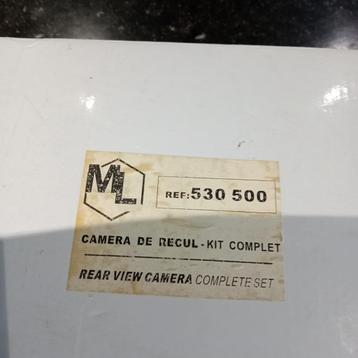 ML
REF: 530 500
CAMERA DE RECUL - KIT COMPLET
REAR VIEW CAMERA COMPLETE SET